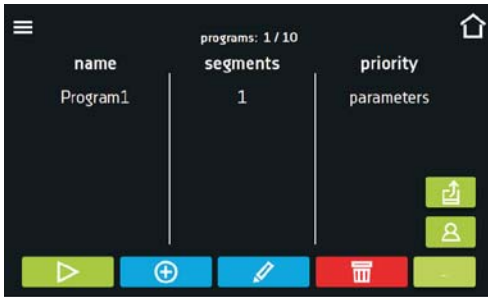 programs: 1 / 10
name segments priority
Program1 1 parameters